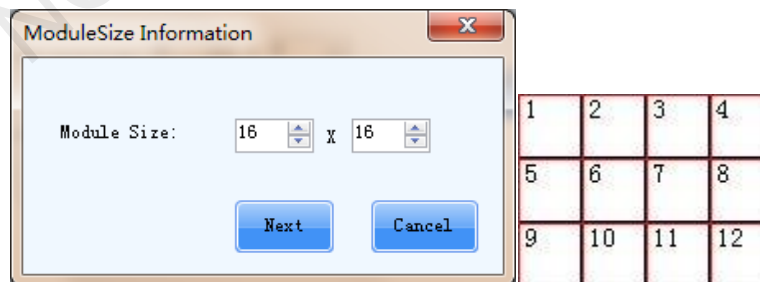 ModuleSize Information
Module Size: 16 X 16
Next Cancel
1 2 3 4
5 6 7 8
9 10 11 12